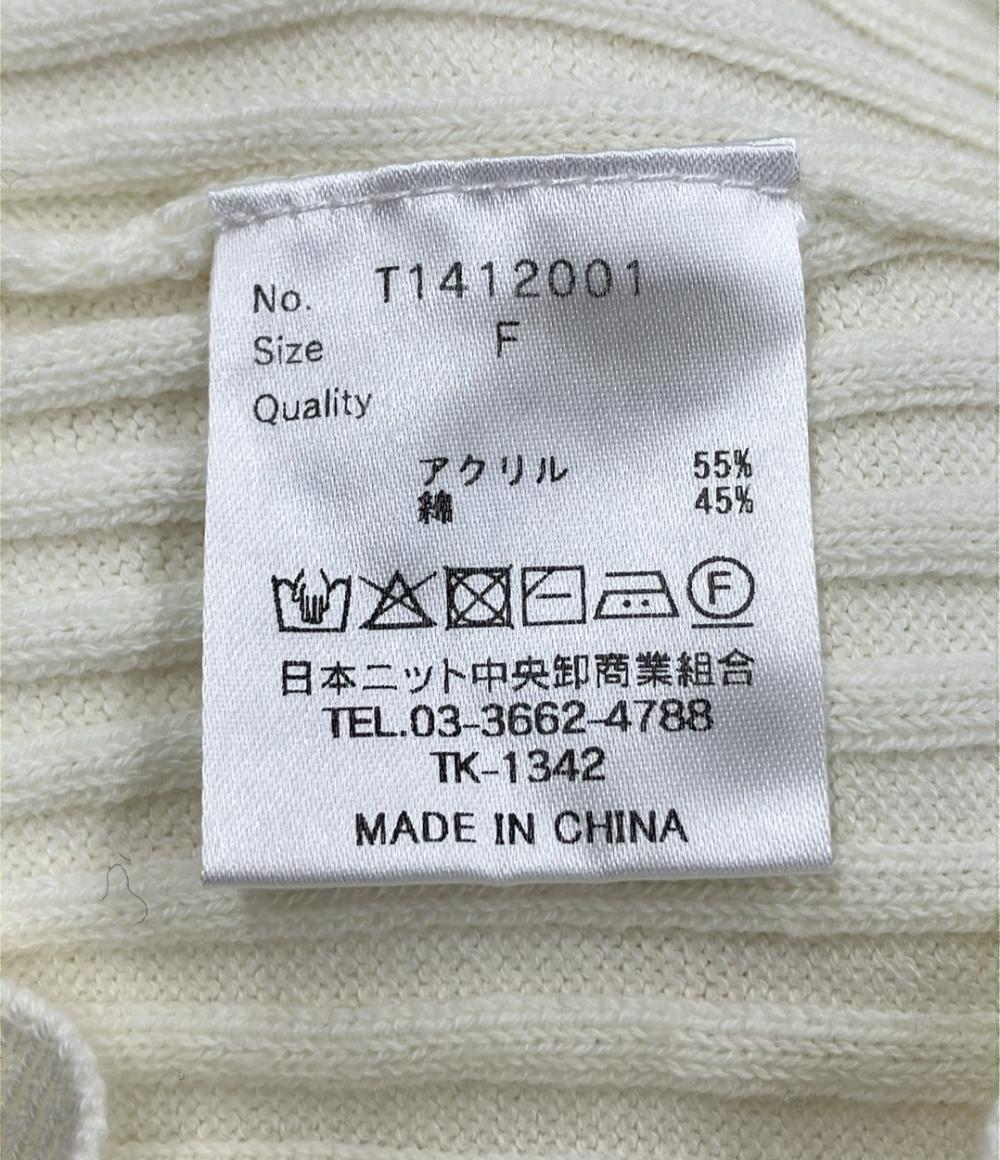 No. T1412001
Size F
Quality
アクリル 55%
綿 45%
F
日本ニット中央卸商業組合
TEL.03-3662-4788
TK-1342
MADE IN CHINA